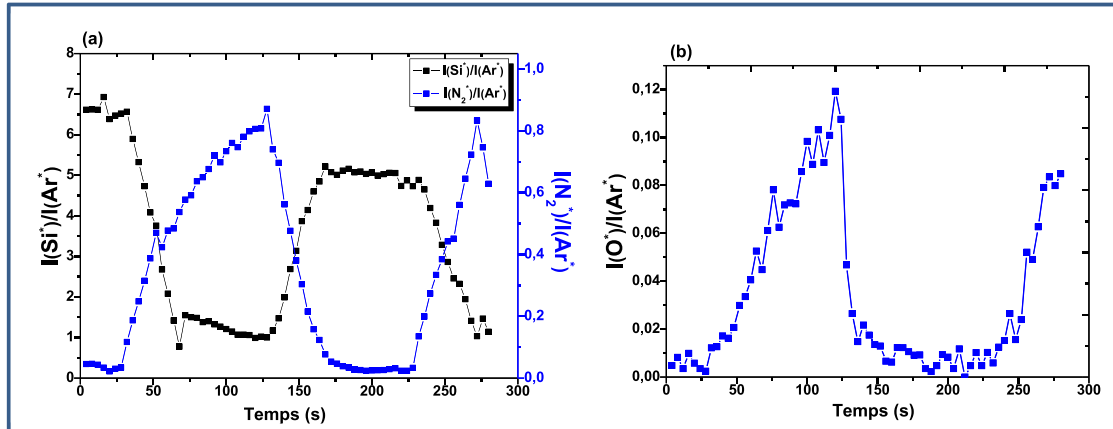 (a)
I(Si*)/I(Ar*)
I(N2*)/I(Ar*)
8
7
6
5
4
3
2
1
0
I(Si*)/I(Ar*)
1,0
0,8
0,6
0,4
0,2
0,0
I(N2*)/I(Ar*)
0 50 100 150 200 250 300
Temps (s)
(b)
0,12
0,10
0,08
0,06
0,04
0,02
0,00
I(O*)/I(Ar*)
0 50 100 150 200 250 300
Temps (s)